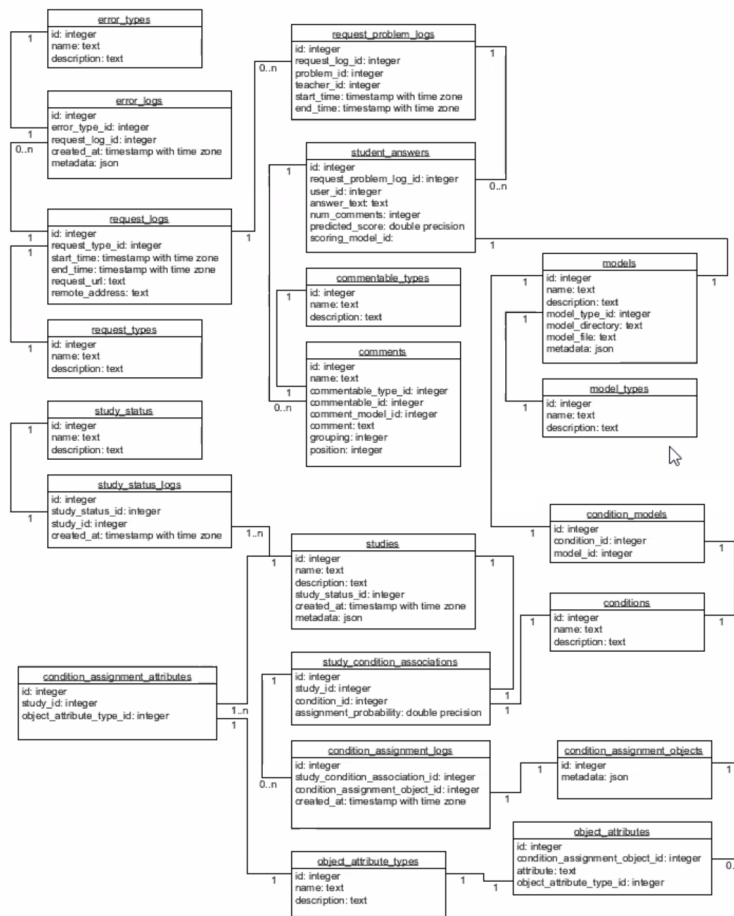 error_types
id: integer
name: text
description: text
error_logs
id: integer
error_type_id: integer
request_log_id: integer
created_at: timestamp with time zone
metadata: json
request_logs
id: integer
request_type_id: integer
start_time: timestamp with time zone
end_time: timestamp with time zone
request_url: text
remote_address: text
request_types
id: integer
name: text
description: text
study_status
id: integer
name: text
description: text
study_status_logs
id: integer
study_status_id: integer
study_id: integer
created_at: timestamp with time zone
condition_assignment_attributes
id: integer
study_id: integer
object_attribute_type_id: integer
request_problem_logs
id: integer
request_log_id: integer
problem_id: integer
teacher_id: integer
start_time: timestamp with time zone
end_time: timestamp with time zone
student_answers
id: integer
request_problem_log_id: integer
user_id: integer
answer_text: text
num_comments: integer
predicted_score: double precision
scoring_model_id:
commentable_types
id: integer
name: text
description: text
comments
id: integer
name: text
commentable_type_id: integer
commentable_id: integer
comment_model_id: integer
comment: text
grouping: integer
position: integer
studies
id: integer
name: text
description: text
study_status_id: integer
created_at: timestamp with time zone
metadata: json
study_condition_associations
id: integer
study_id: integer
condition_id: integer
assignment_probability: double precision
condition_assignment_logs
id: integer
study_condition_association_id: integer
condition_assignment_object_id: integer
created_at: timestamp with time zone
object_attribute_types
id: integer
name: text
description: text
models
id: integer
name: text
description: text
model_type_id: integer
model_directory: text
model_file: text
metadata: json
model_types
id: integer
name: text
description: text
condition_models
id: integer
condition_id: integer
model_id: integer
conditions
id: integer
name: text
description: text
condition_assignment_objects
id: integer
metadata: json
object_attributes
id: integer
condition_assignment_object_id: integer
attribute: text
object_attribute_type_id: integer
1
1
0..n
1
1
1
1
1
1
0..n
1
0..n
1
1
1
1
0..n
1
1
1
1
1
1
1
1
1..n
1
1
1
1
1
1..n
1
1
1
1
0..n
1
1
1
1
1
1
0..